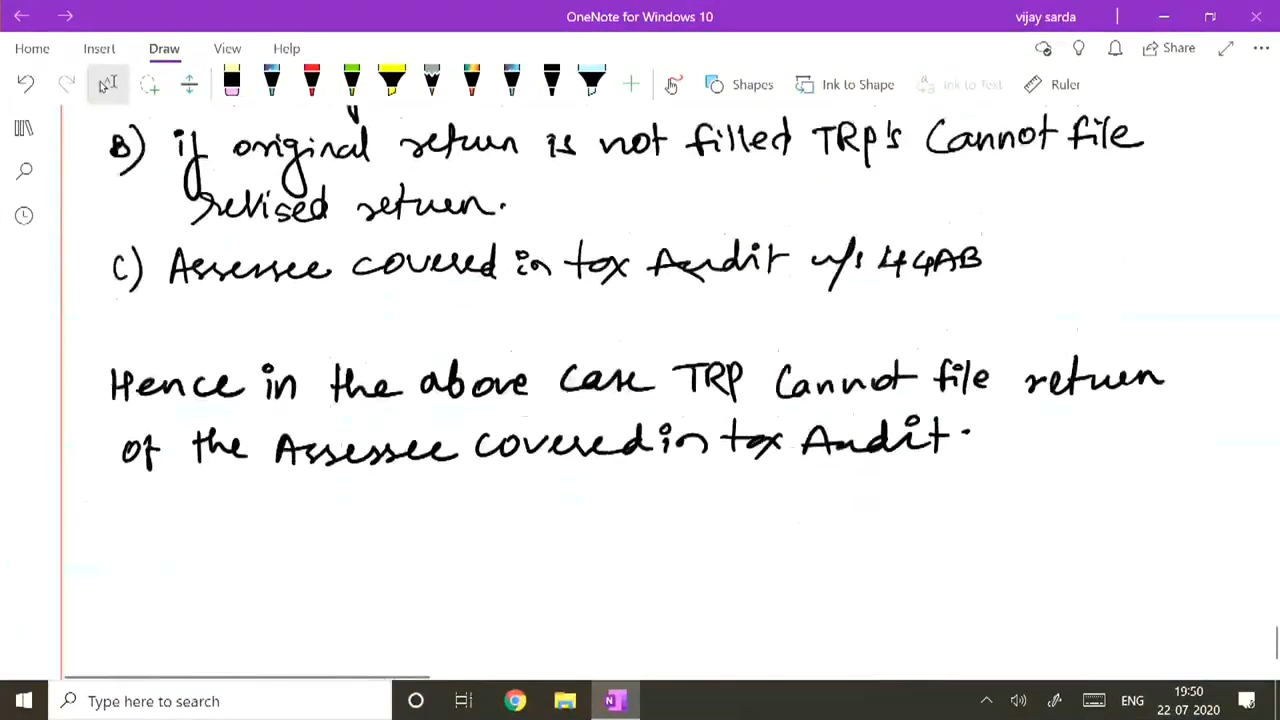 OneNote for Windows 10
vijay sarda
Home Insert Draw View Help
Share
Shapes Ink to Shape Ink to Text Ruler
B) if original return is not filled TRP's Cannot file
revised return.
C) Assessee covered in tax Audit u/s 44AB
Hence in the above case TRP Cannot file return
of the Assessee covered in tax Audit.
Type here to search
ENG
19:50
22-07-2020